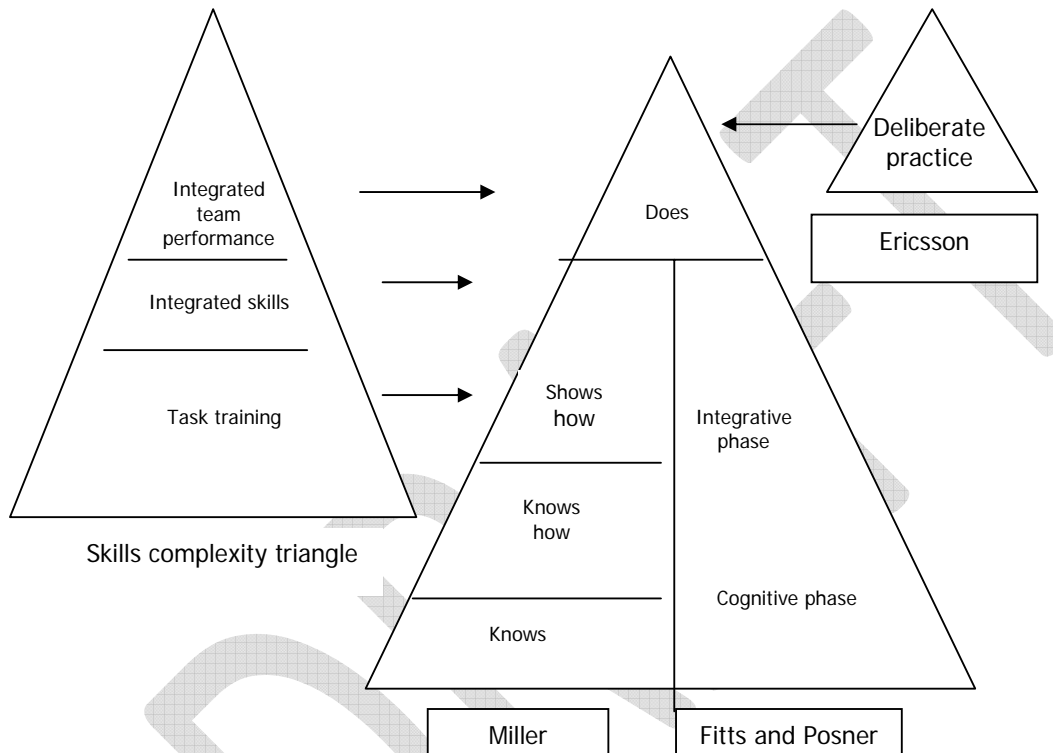 Integrated
team
performance
Integrated skills
Task training
Skills complexity triangle
Does
Shows
how
Knows
how
Knows
Integrative
phase
Cognitive phase
Miller
Fitts and Posner
Deliberate
practice
Ericsson